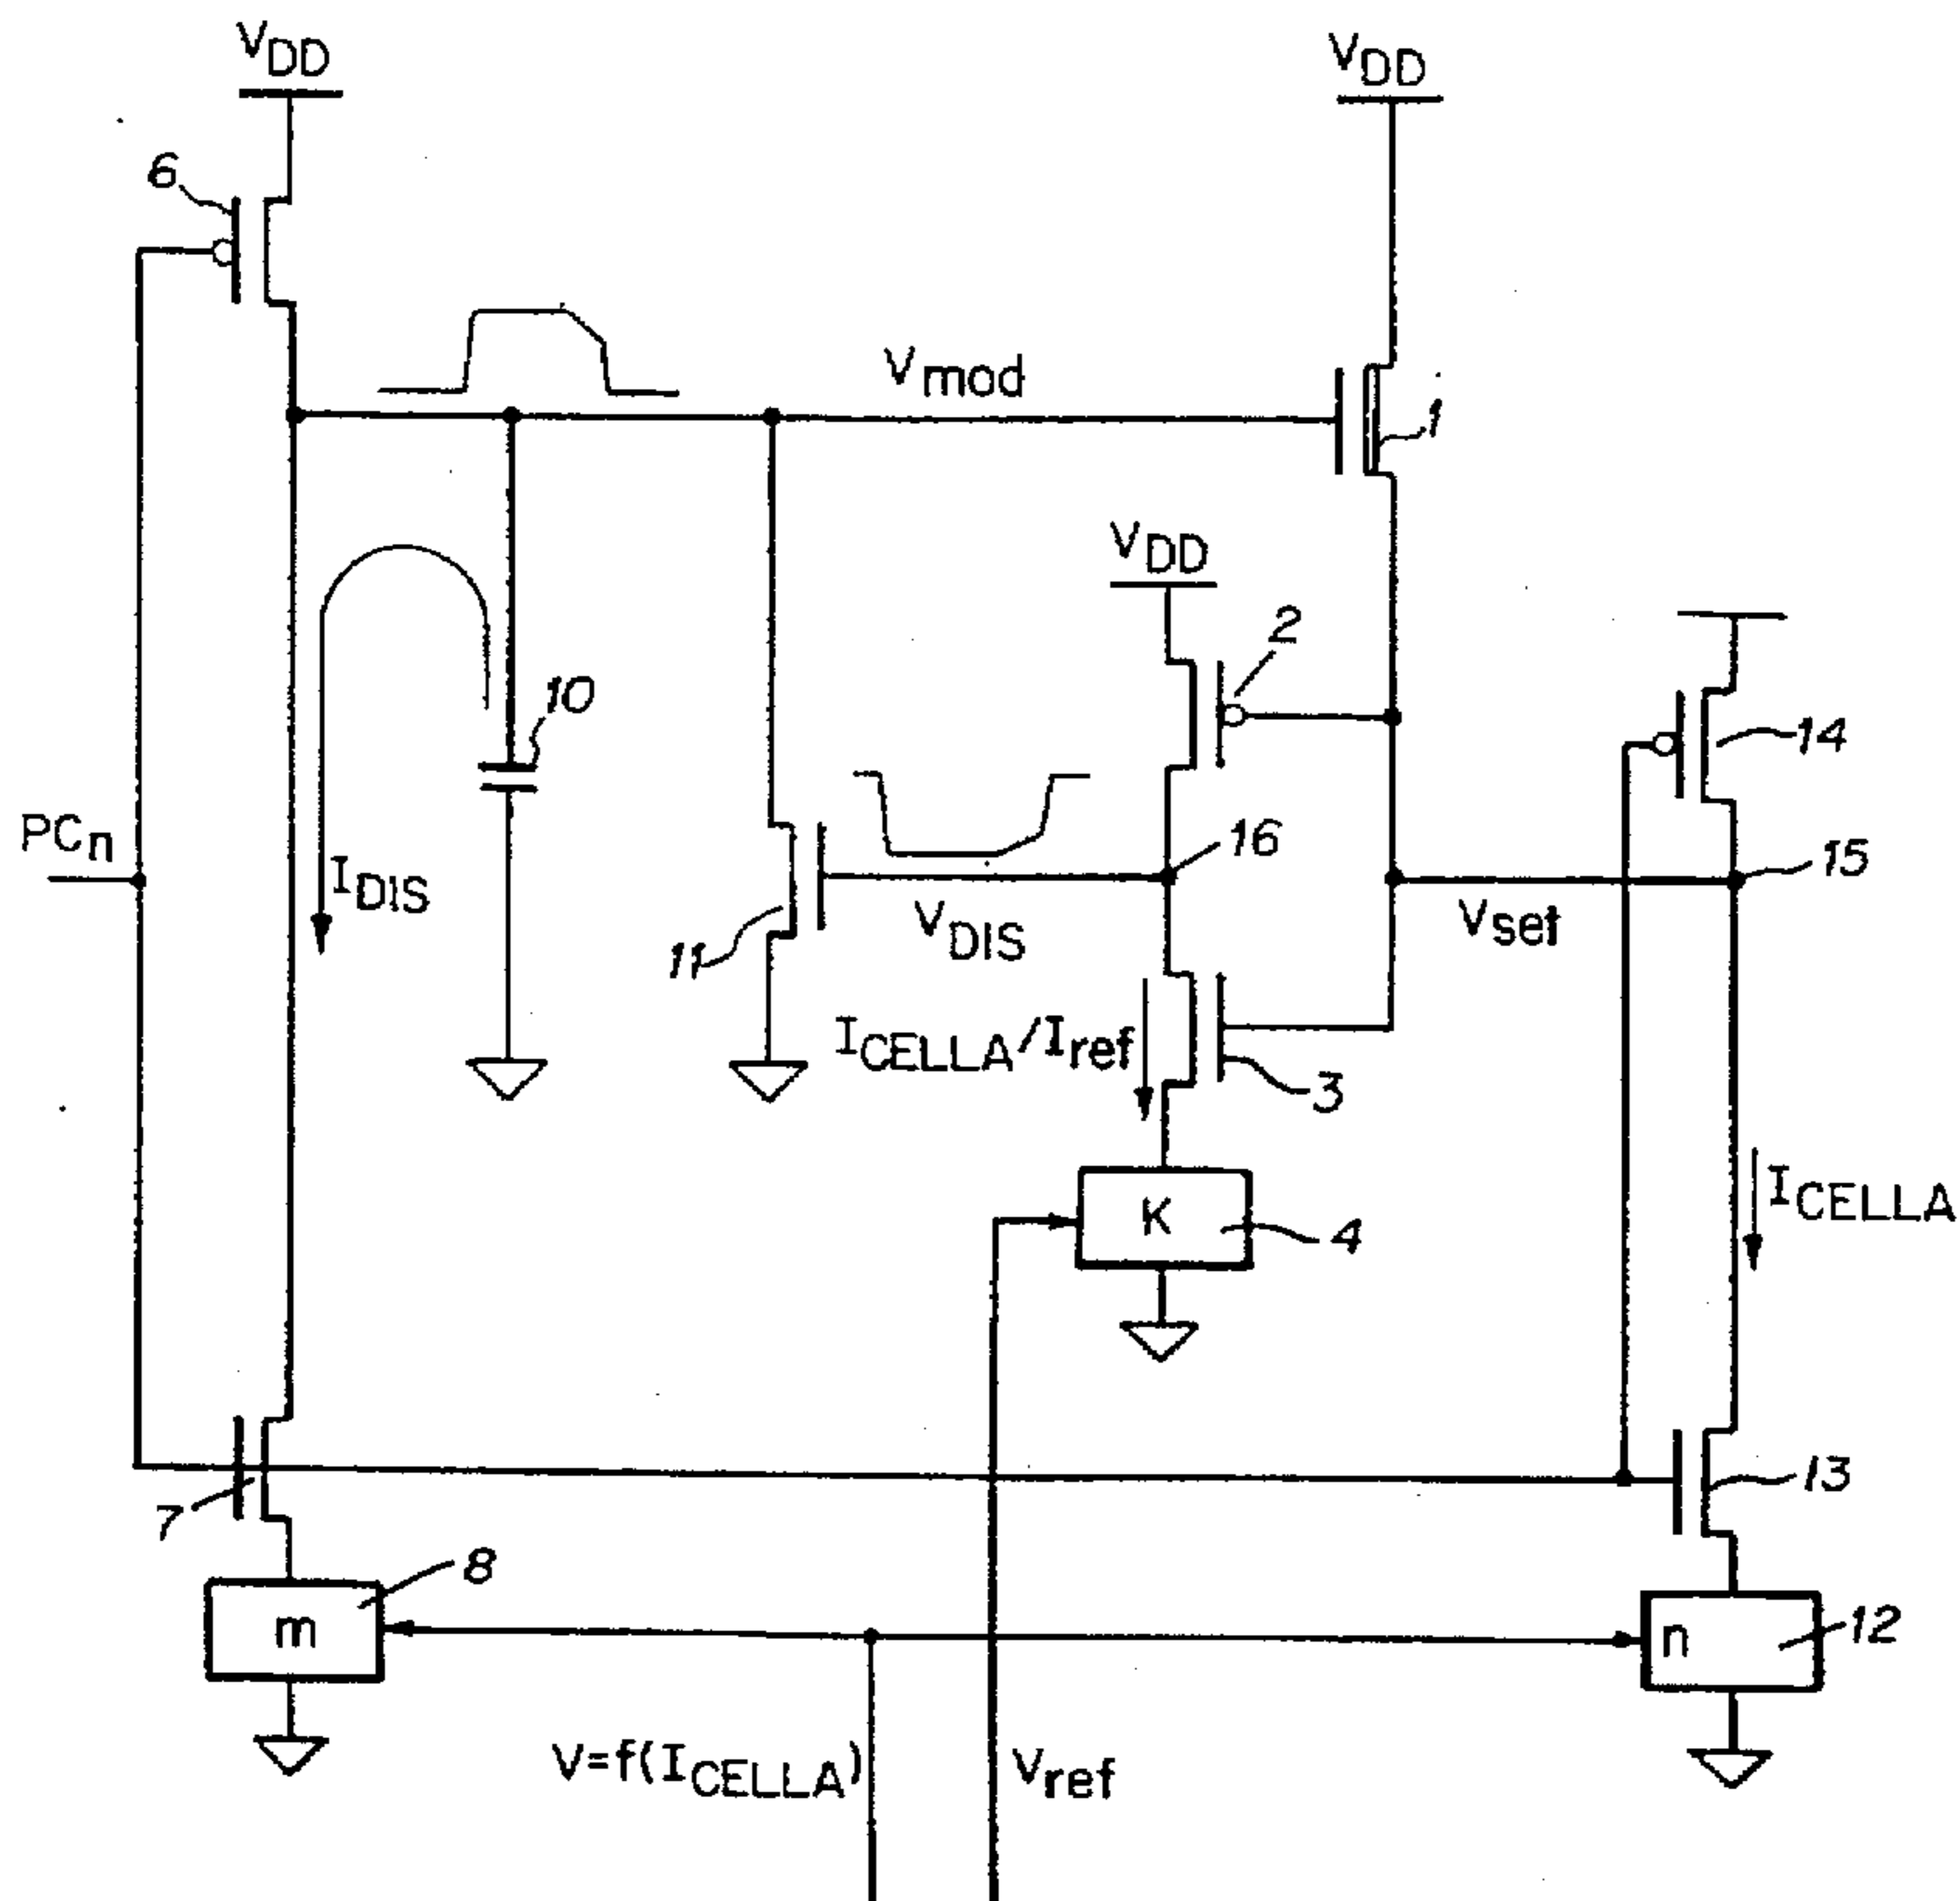 VDD
VDD
6
Vmod
1
VDD
2
10
14
PCn
16
15
IDIS
VDIS
Vset
11
ICELLA/Iref
3
K
4
ICELLA
7
13
8
m
n
12
V=f(ICELLA)
Vref